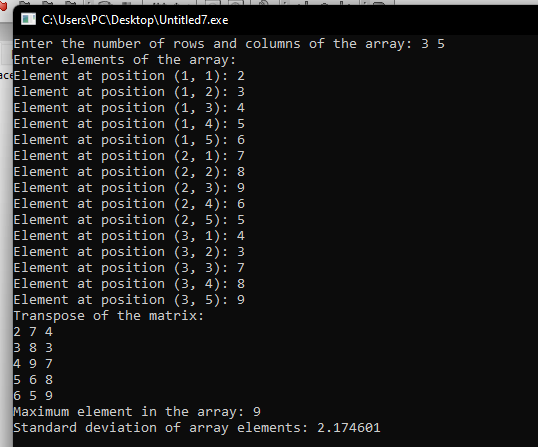 C:\Users\PC\Desktop\Untitled7.exe
Enter the number of rows and columns of the array: 3 5
Enter elements of the array:
Element at position (1, 1): 2
Element at position (1, 2): 3
Element at position (1, 3): 4
Element at position (1, 4): 5
Element at position (1, 5): 6
Element at position (2, 1): 7
Element at position (2, 2): 8
Element at position (2, 3): 9
Element at position (2, 4): 6
Element at position (2, 5): 5
Element at position (3, 1): 4
Element at position (3, 2): 3
Element at position (3, 3): 7
Element at position (3, 4): 8
Element at position (3, 5): 9
Transpose of the matrix:
2 7 4
3 8 3
4 9 7
5 6 8
6 5 9
Maximum element in the array: 9
Standard deviation of array elements: 2.174601